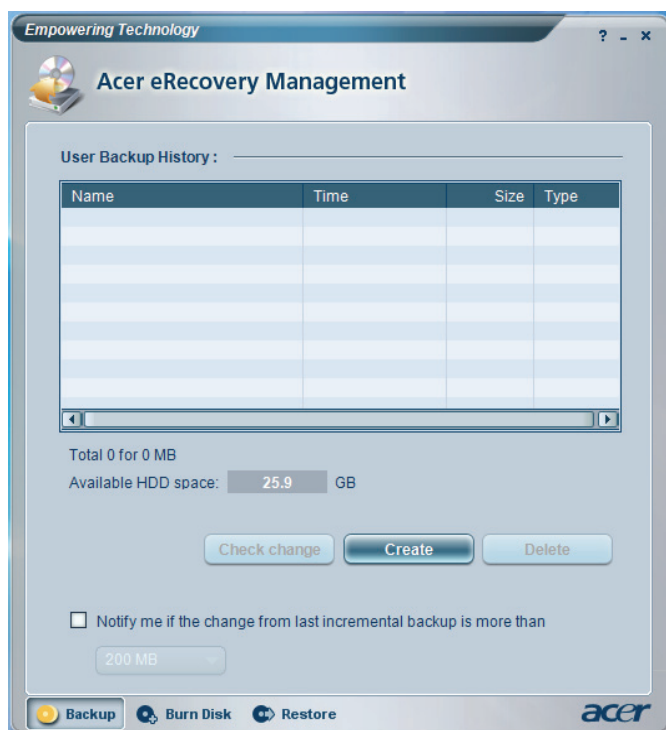 Empowering Technology
? - x
Acer eRecovery Management
User Backup History :
Name Time Size Type
Total 0 for 0 MB
Available HDD space: 25.9 GB
Check change Create Delete
Notify me if the change from last incremental backup is more than
200 MB
Backup Burn Disk Restore acer